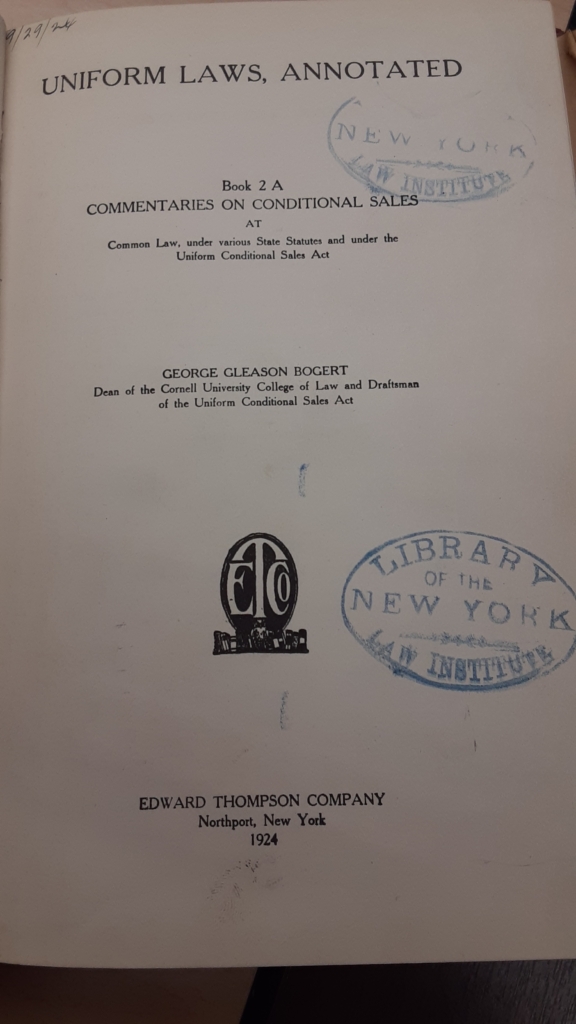 9/29/24
UNIFORM LAWS, ANNOTATED
NEW YORK
LAW INSTITUTE
Book 2 A
COMMENTARIES ON CONDITIONAL SALES
AT
Common Law, under various State Statutes and under the
Uniform Conditional Sales Act
GEORGE GLEASON BOGERT
Dean of the Cornell University College of Law and Draftsman
of the Uniform Conditional Sales Act
ETCO
LIBRARY
OF THE
NEW YORK
LAW INSTITUTE
EDWARD THOMPSON COMPANY
Northport, New York
1924